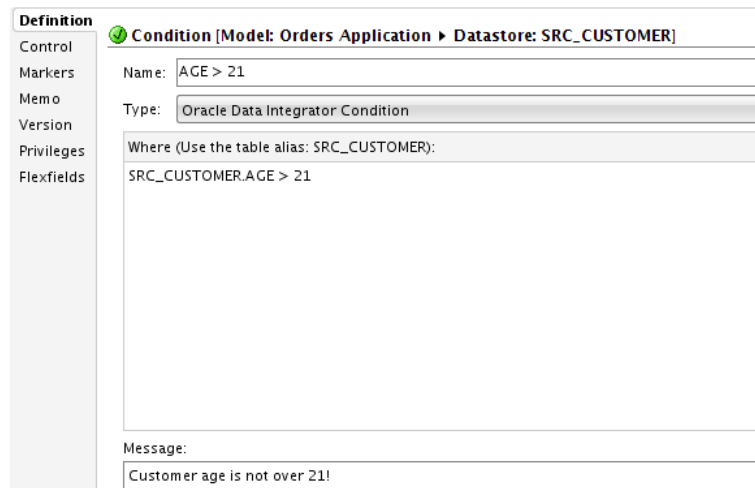 Definition
Control
Markers
Memo
Version
Privileges
Flexfields
Condition [Model: Orders Application ▸ Datastore: SRC_CUSTOMER]
Name: AGE > 21
Type: Oracle Data Integrator Condition
Where (Use the table alias: SRC_CUSTOMER):
SRC_CUSTOMER.AGE > 21
Message:
Customer age is not over 21!